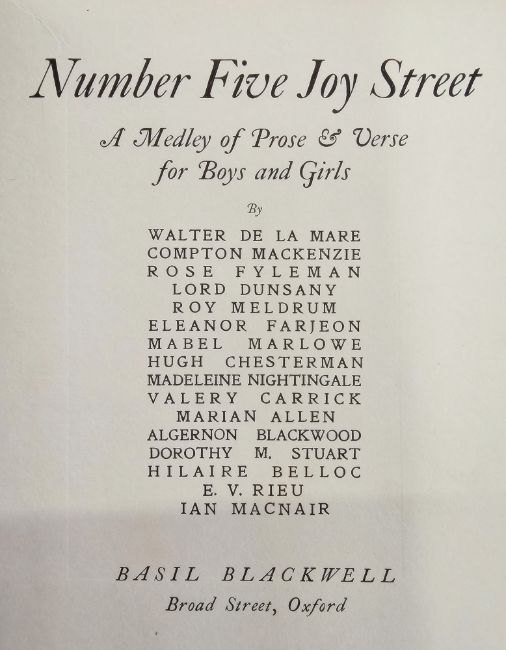 Number Five Joy Street
A Medley of Prose & Verse
for Boys and Girls
By
WALTER DE LA MARE
COMPTON MACKENZIE
ROSE FYLEMAN
LORD DUNSANY
ROY MELDRUM
ELEANOR FARJEON
MABEL MARLOWE
HUGH CHESTERMAN
MADELEINE NIGHTINGALE
VALERY CARRICK
MARIAN ALLEN
ALGERNON BLACKWOOD
DOROTHY M. STUART
HILAIRE BELLOC
E. V. RIEU
IAN MACNAIR
BASIL BLACKWELL
Broad Street, Oxford